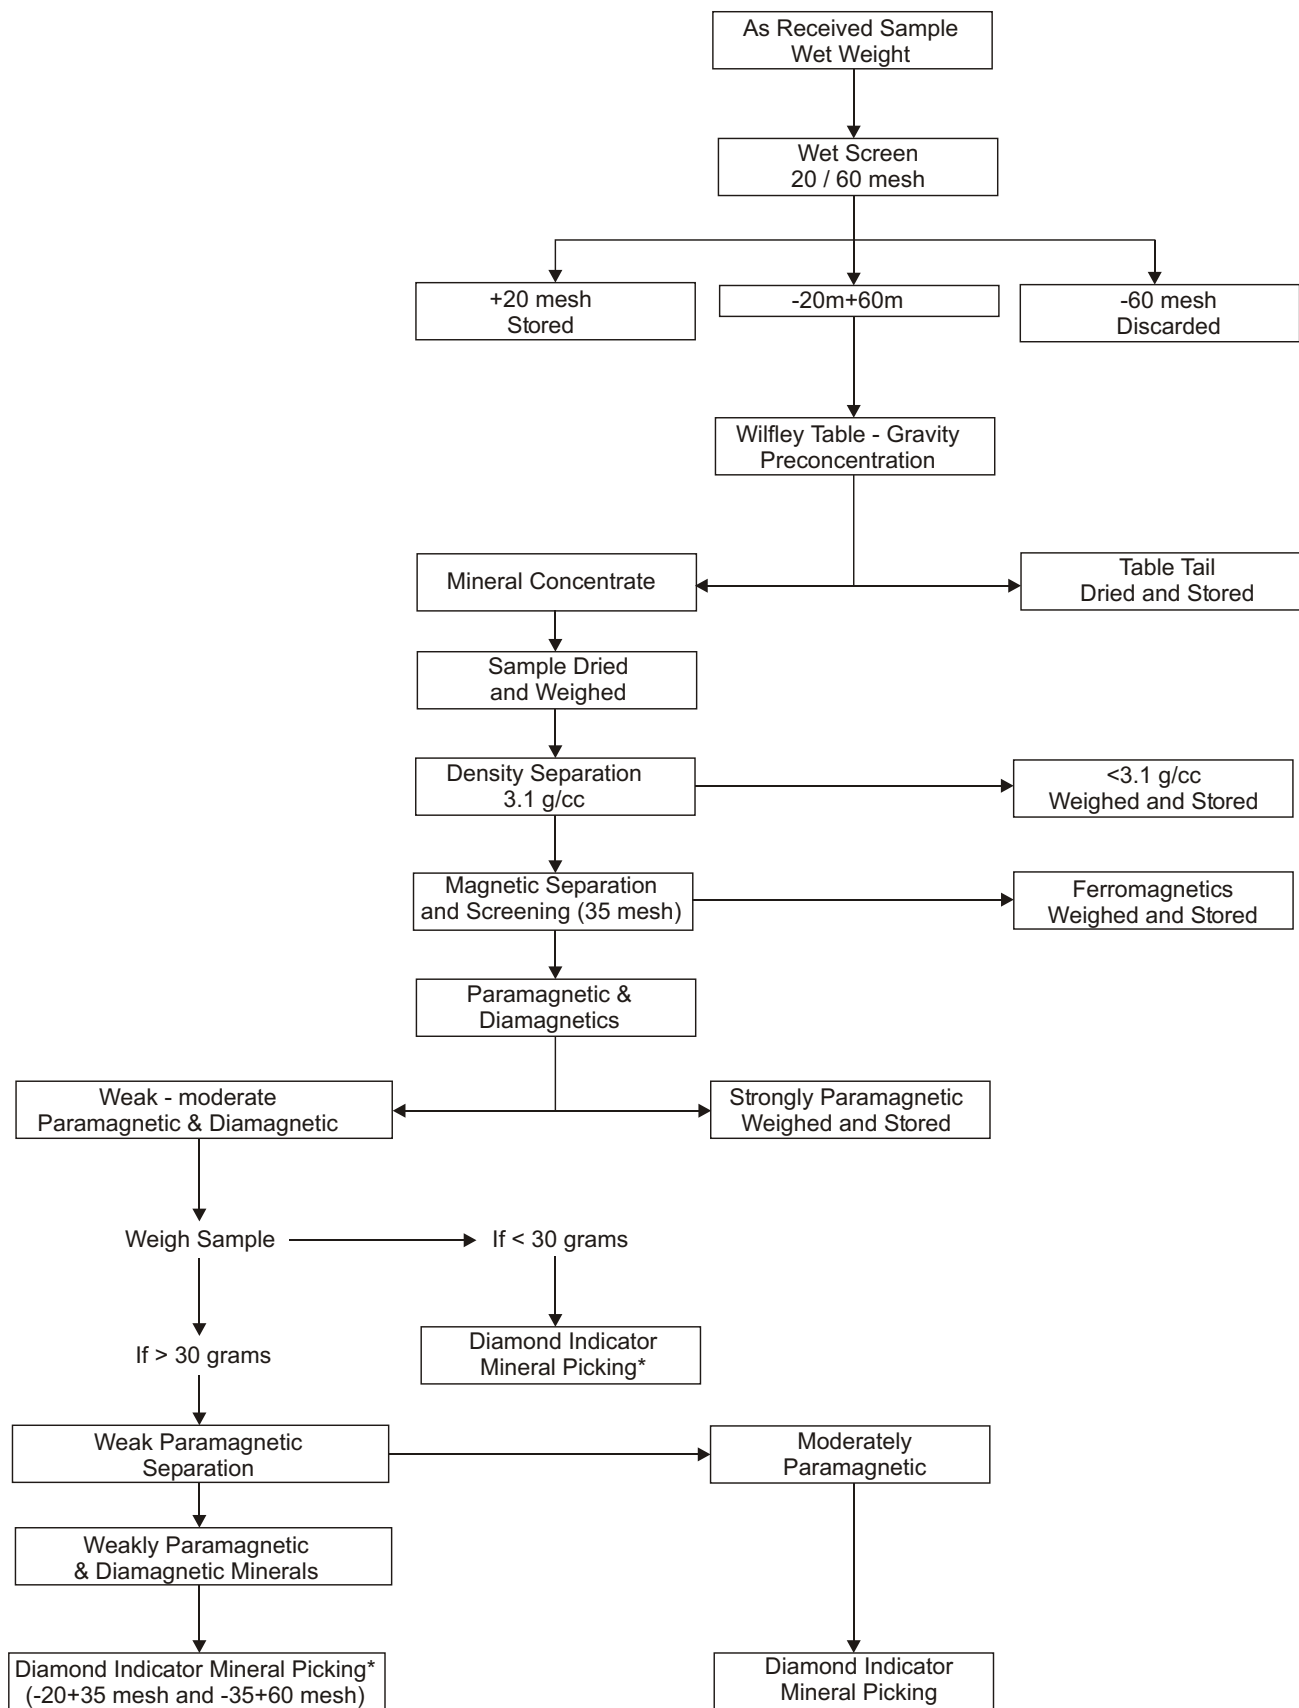 As Received Sample
Wet Weight
Wet Screen
20 / 60 mesh
+20 mesh
Stored
-20m+60m
-60 mesh
Discarded
Wilfley Table - Gravity
Preconcentration
Mineral Concentrate
Table Tail
Dried and Stored
Sample Dried
and Weighed
Density Separation
3.1 g/cc
<3.1 g/cc
Weighed and Stored
Magnetic Separation
and Screening (35 mesh)
Ferromagnetics
Weighed and Stored
Paramagnetic &
Diamagnetics
Weak - moderate
Paramagnetic & Diamagnetic
Strongly Paramagnetic
Weighed and Stored
Weigh Sample
If < 30 grams
Diamond Indicator
Mineral Picking*
If > 30 grams
Weak Paramagnetic
Separation
Moderately
Paramagnetic
Weakly Paramagnetic
& Diamagnetic Minerals
Diamond Indicator Mineral Picking*
(-20+35 mesh and -35+60 mesh)
Diamond Indicator
Mineral Picking